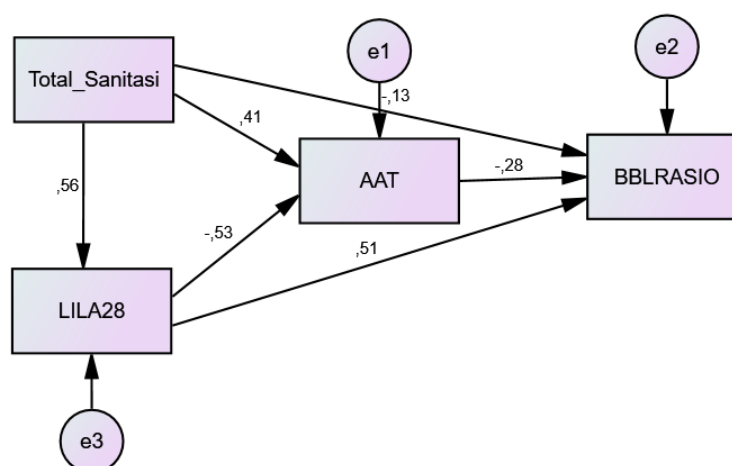 e1
e2
Total_Sanitasi
-,13
,41
AAT
-,28
BBLRASIO
,56
-,53
,51
LILA28
e3